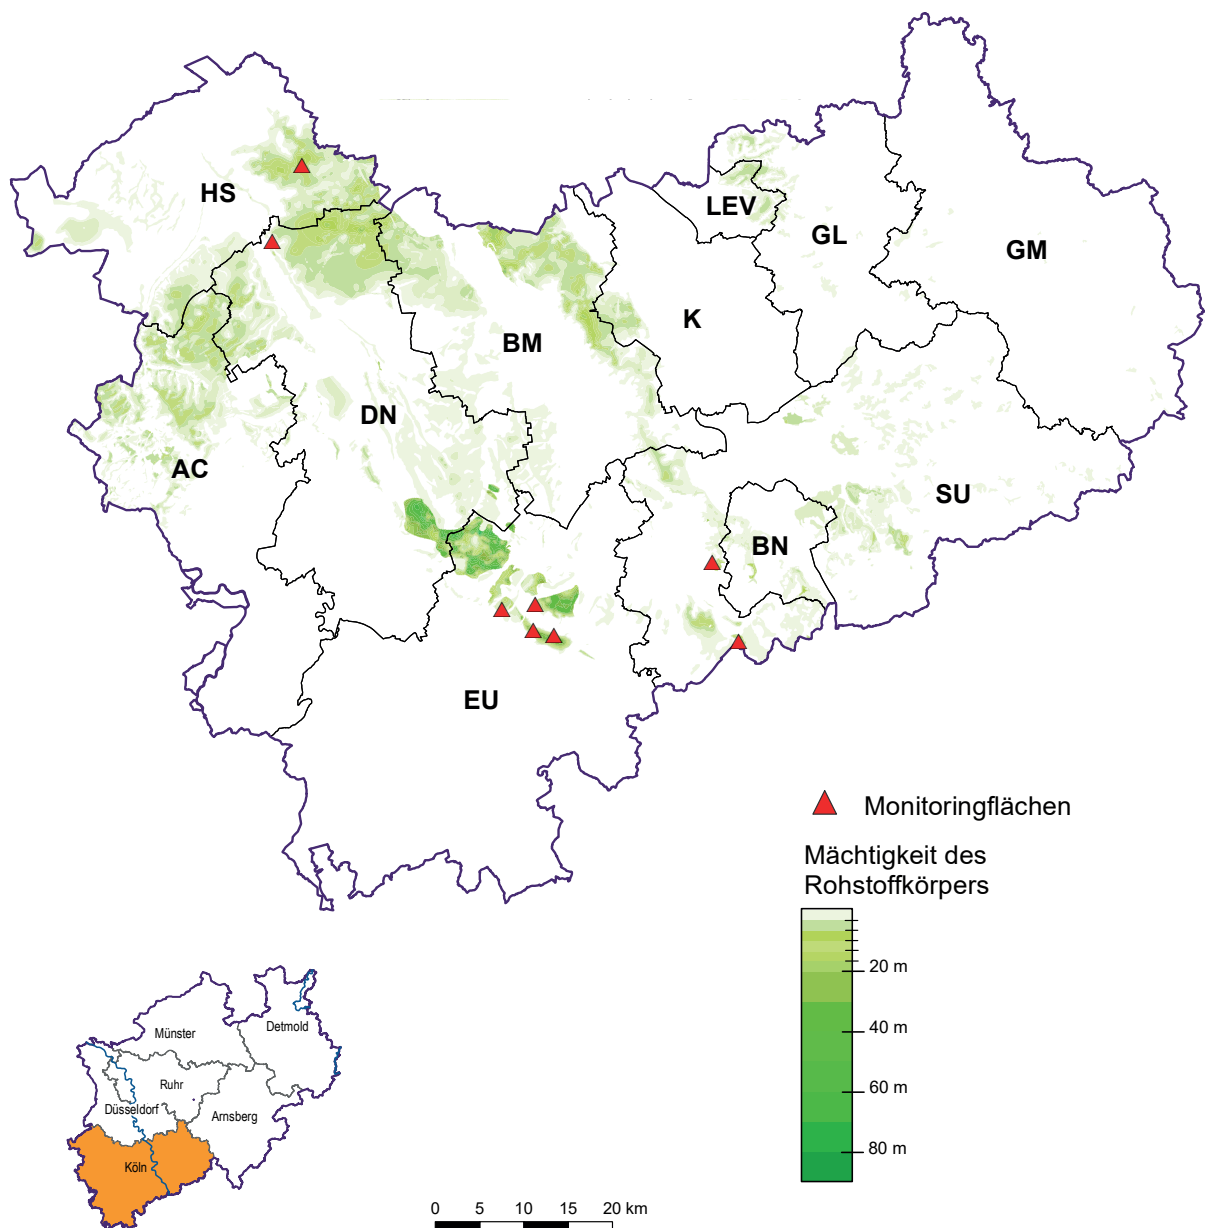 HS
LEV
GL
GM
K
BM
DN
AC
SU
BN
EU
Monitoringflächen
Mächtigkeit des
Rohstoffkörpers
20 m
40 m
60 m
80 m
Münster
Detmold
Ruhr
Düsseldorf
Arnsberg
Köln
0 5 10 15 20 km